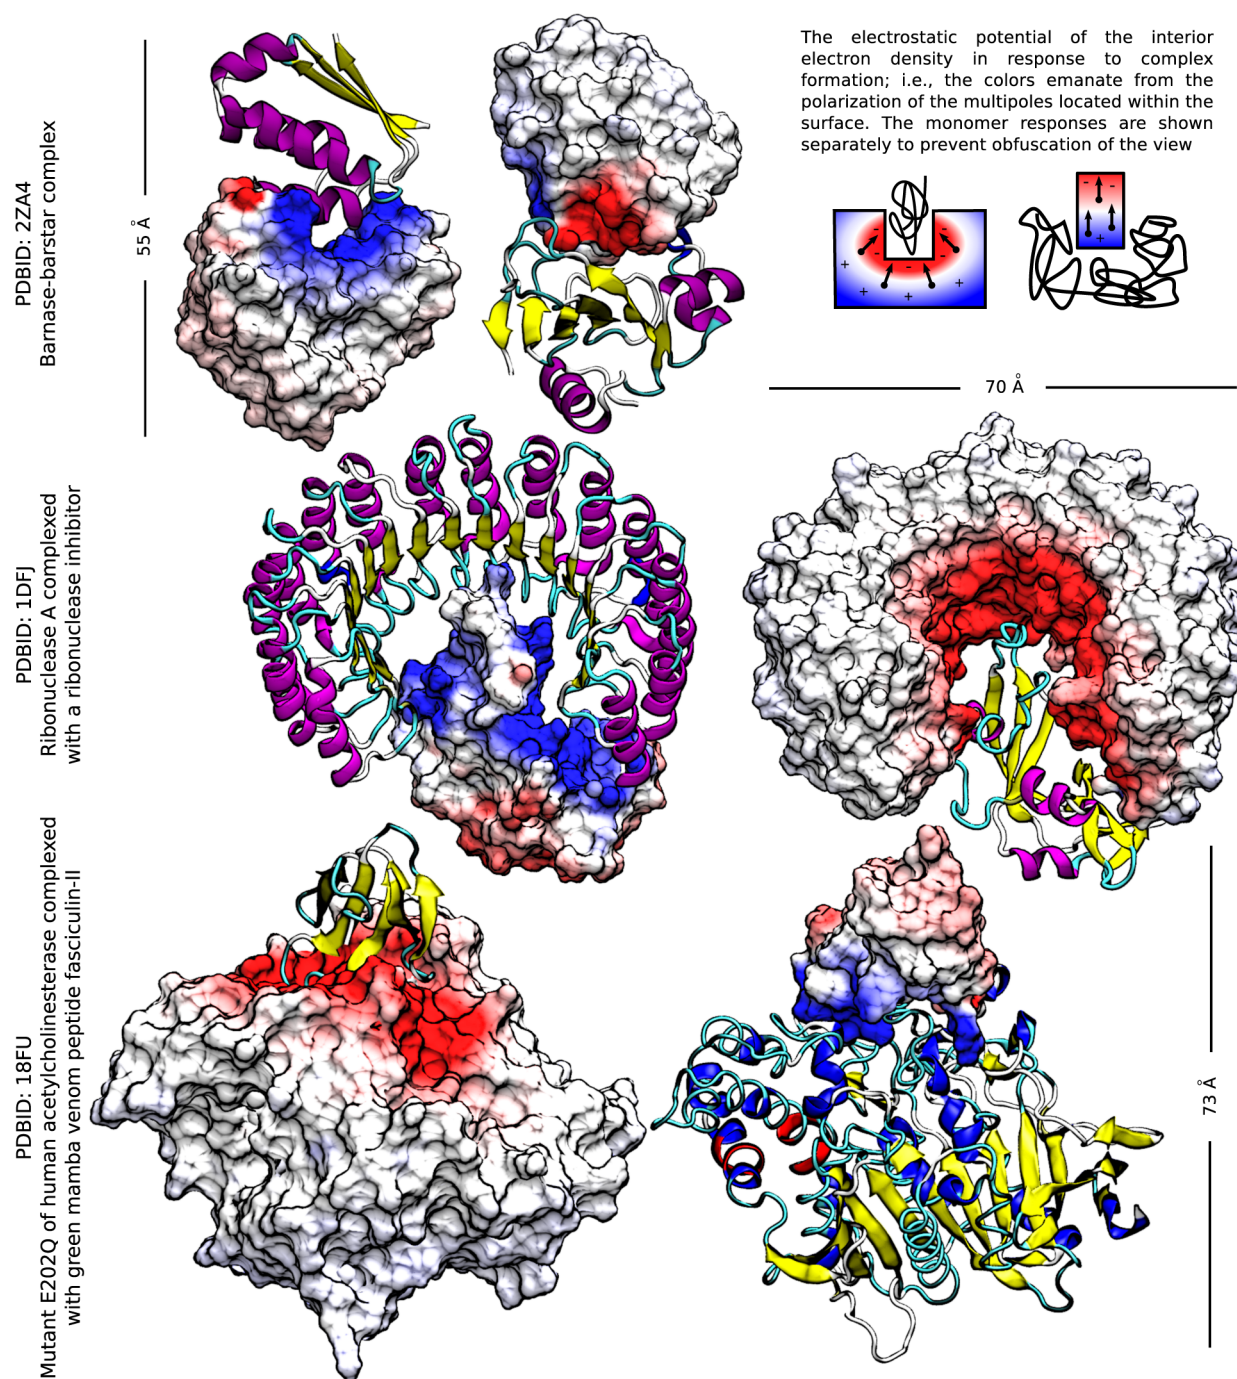 The electrostatic potential of the interior
electron density in response to complex
formation; i.e., the colors emanate from the
polarization of the multipoles located within the
surface. The monomer responses are shown
separately to prevent obfuscation of the view
PDBID: 2ZA4
Barnase-barstar complex
55 Å
- - - - - - -
+ + + + +
- -
+
70 Å
PDBID: 1DFJ
Ribonuclease A complexed
with a ribonuclease inhibitor
PDBID: 18FU
Mutant E202Q of human acetylcholinesterase complexed
with green mamba venom peptide fasciculin-II
73 Å